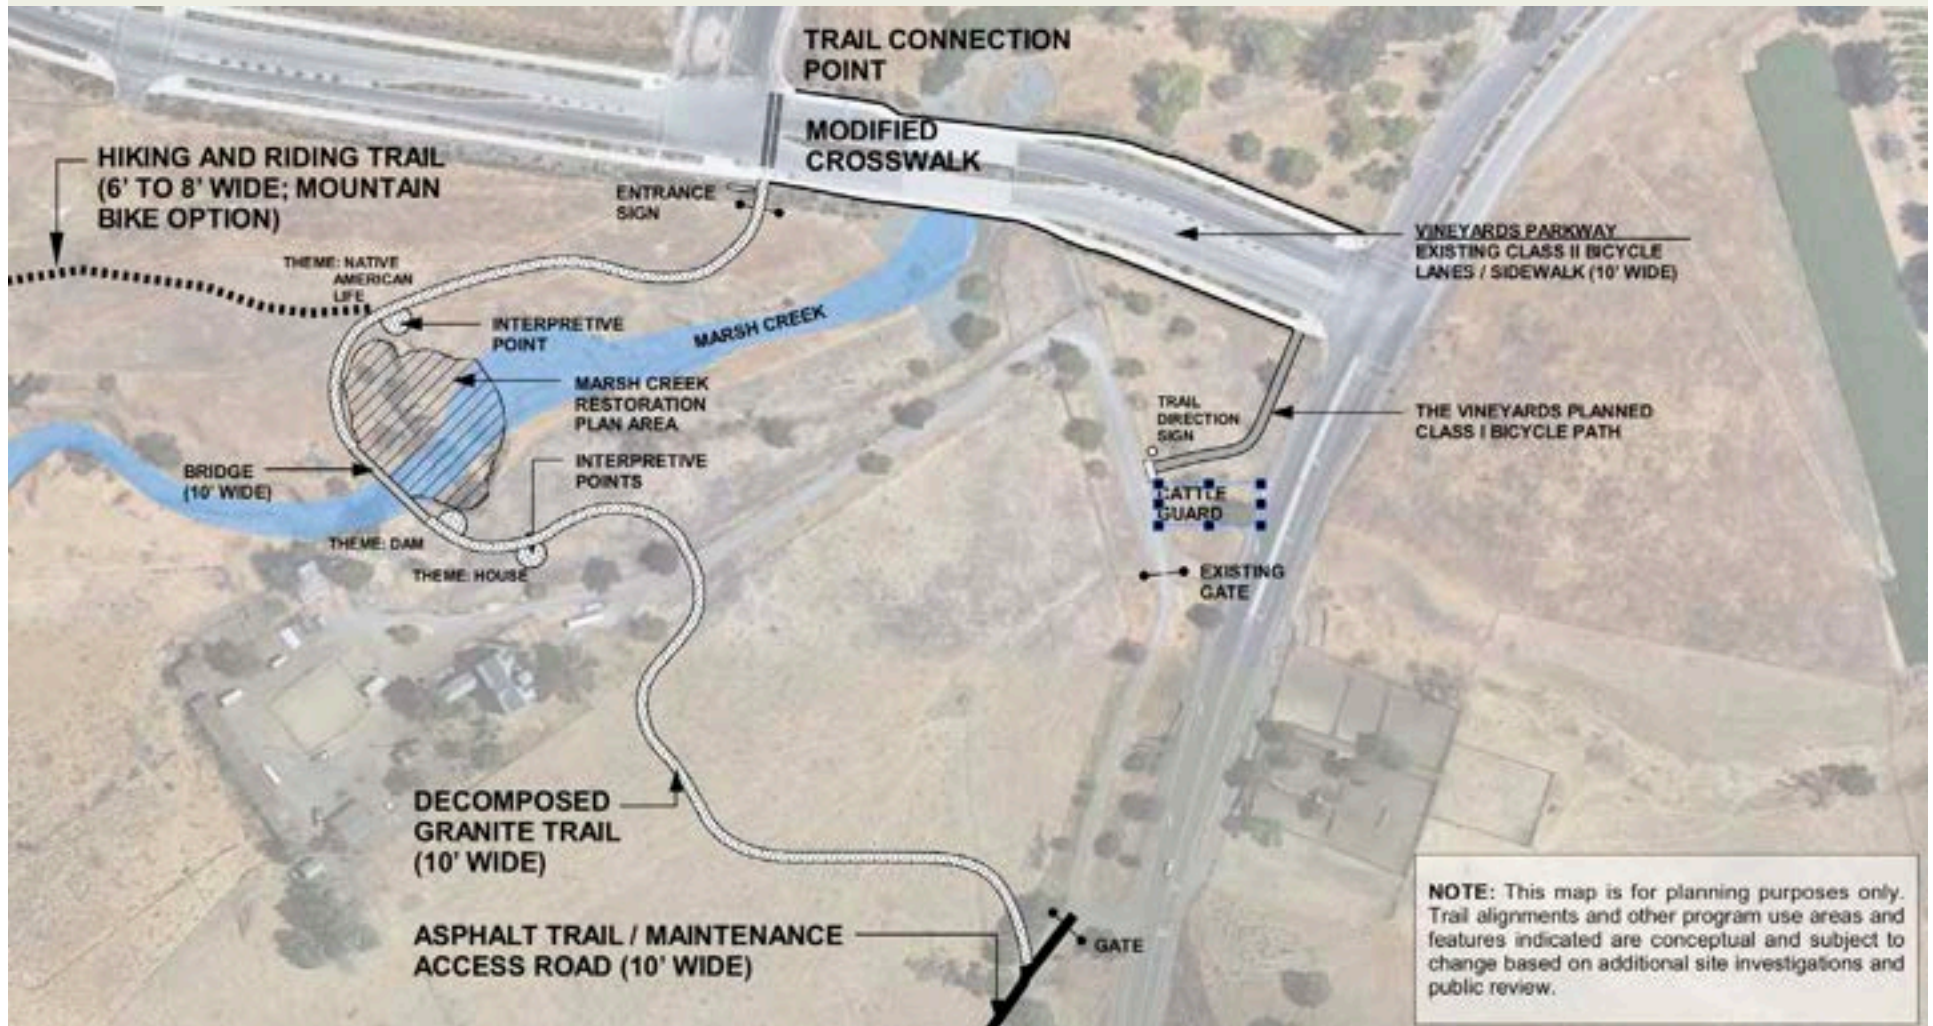 TRAIL CONNECTION
POINT
MODIFIED
CROSSWALK
HIKING AND RIDING TRAIL
(6' TO 8' WIDE; MOUNTAIN
BIKE OPTION)
ENTRANCE
SIGN
VINEYARDS PARKWAY
EXISTING CLASS II BICYCLE
LANES / SIDEWALK (10' WIDE)
THEME: NATIVE
AMERICAN
LIFE
INTERPRETIVE
POINT
MARSH CREEK
MARSH CREEK
RESTORATION
PLAN AREA
TRAIL
DIRECTION
SIGN
THE VINEYARDS PLANNED
CLASS I BICYCLE PATH
BRIDGE
(10' WIDE)
INTERPRETIVE
POINTS
CATTLE
GUARD
THEME: DAM
THEME: HOUSE
EXISTING
GATE
DECOMPOSED
GRANITE TRAIL
(10' WIDE)
ASPHALT TRAIL / MAINTENANCE
ACCESS ROAD (10' WIDE)
GATE
NOTE: This map is for planning purposes only.
Trail alignments and other program use areas and
features indicated are conceptual and subject to
change based on additional site investigations and
public review.